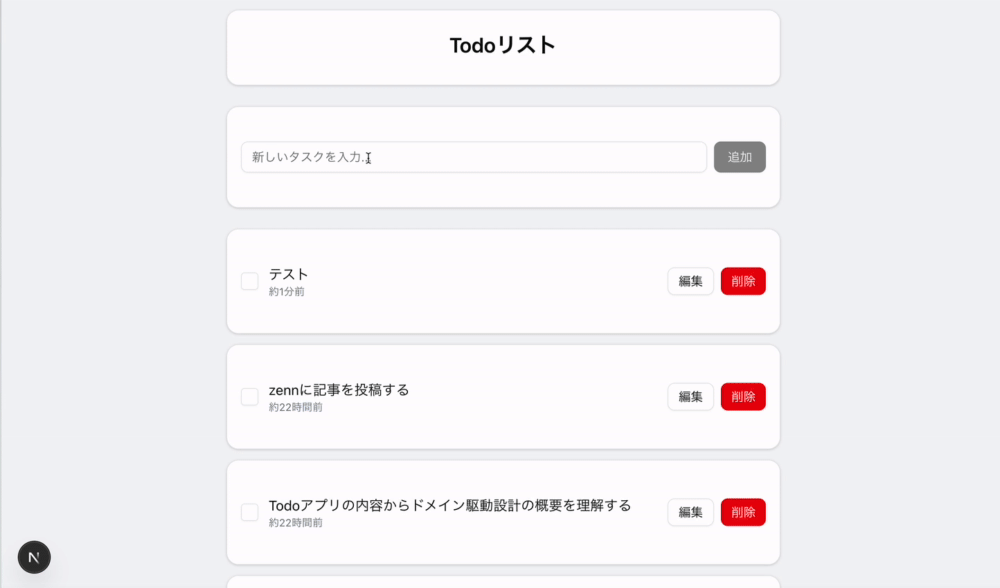 Todoリスト
新しいタスクを入力...
追加
テスト
約1分前
編集
削除
zennに記事を投稿する
約22時間前
編集
削除
Todoアプリの内容からドメイン駆動設計の概要を理解する
約22時間前
編集
削除
N